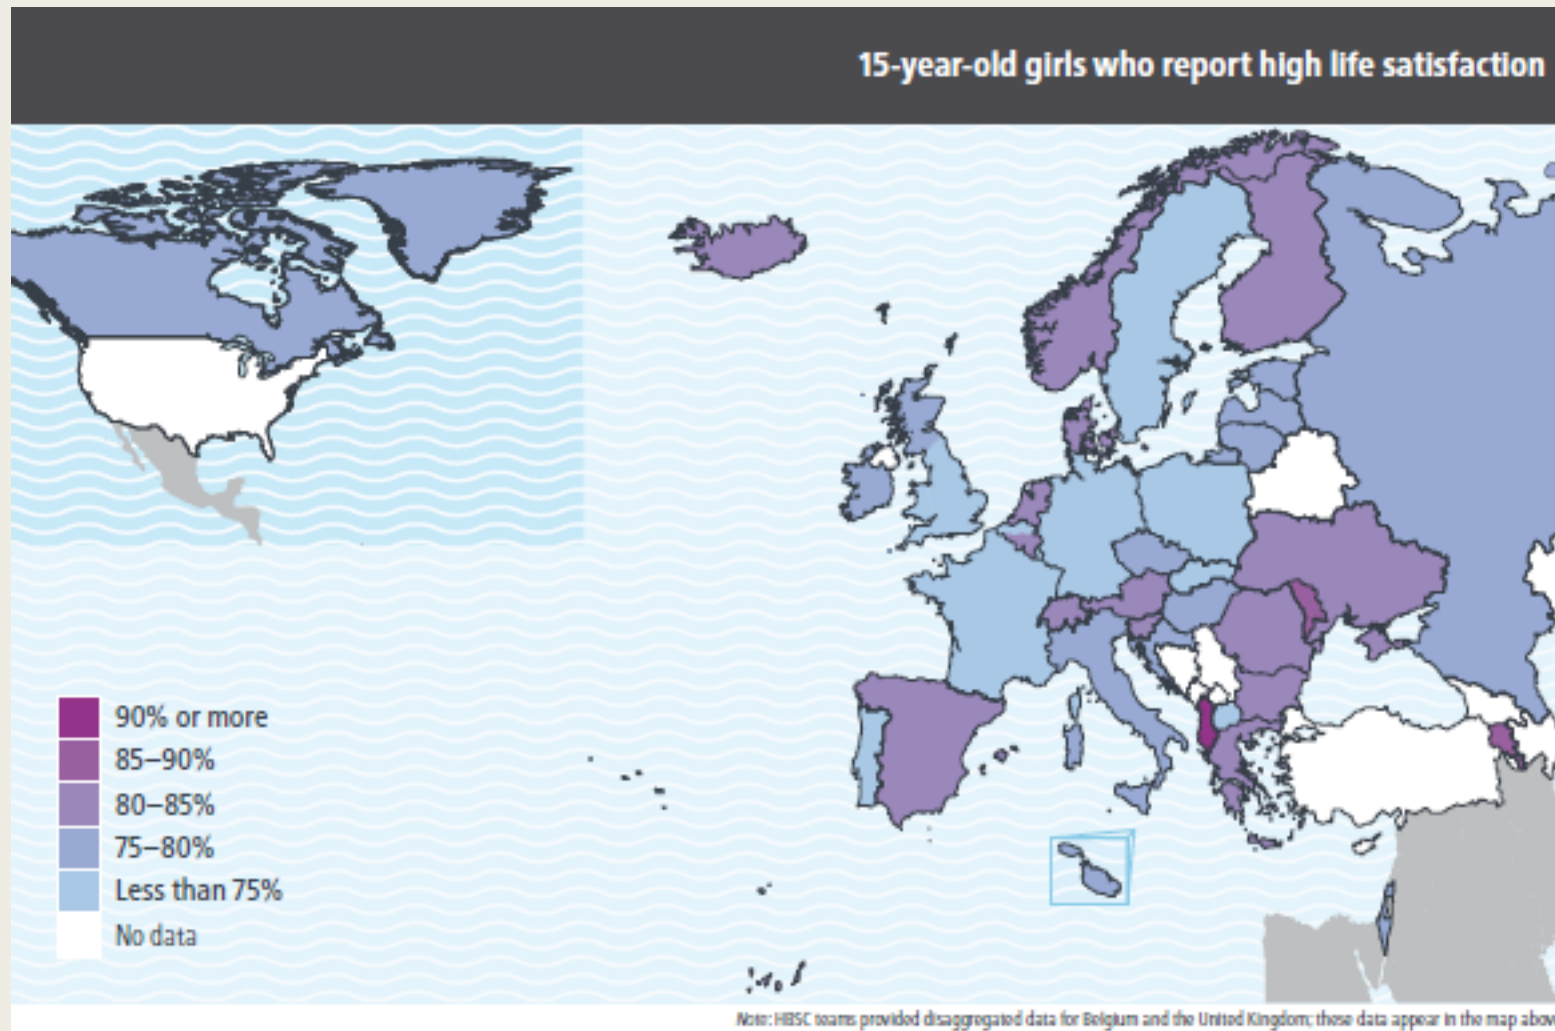 15-year-old girls who report high life satisfaction
90% or more
85–90%
80–85%
75–80%
Less than 75%
No data
Note: HBSC teams provided disaggregated data for Belgium and the United Kingdom; these data appear in the map abov